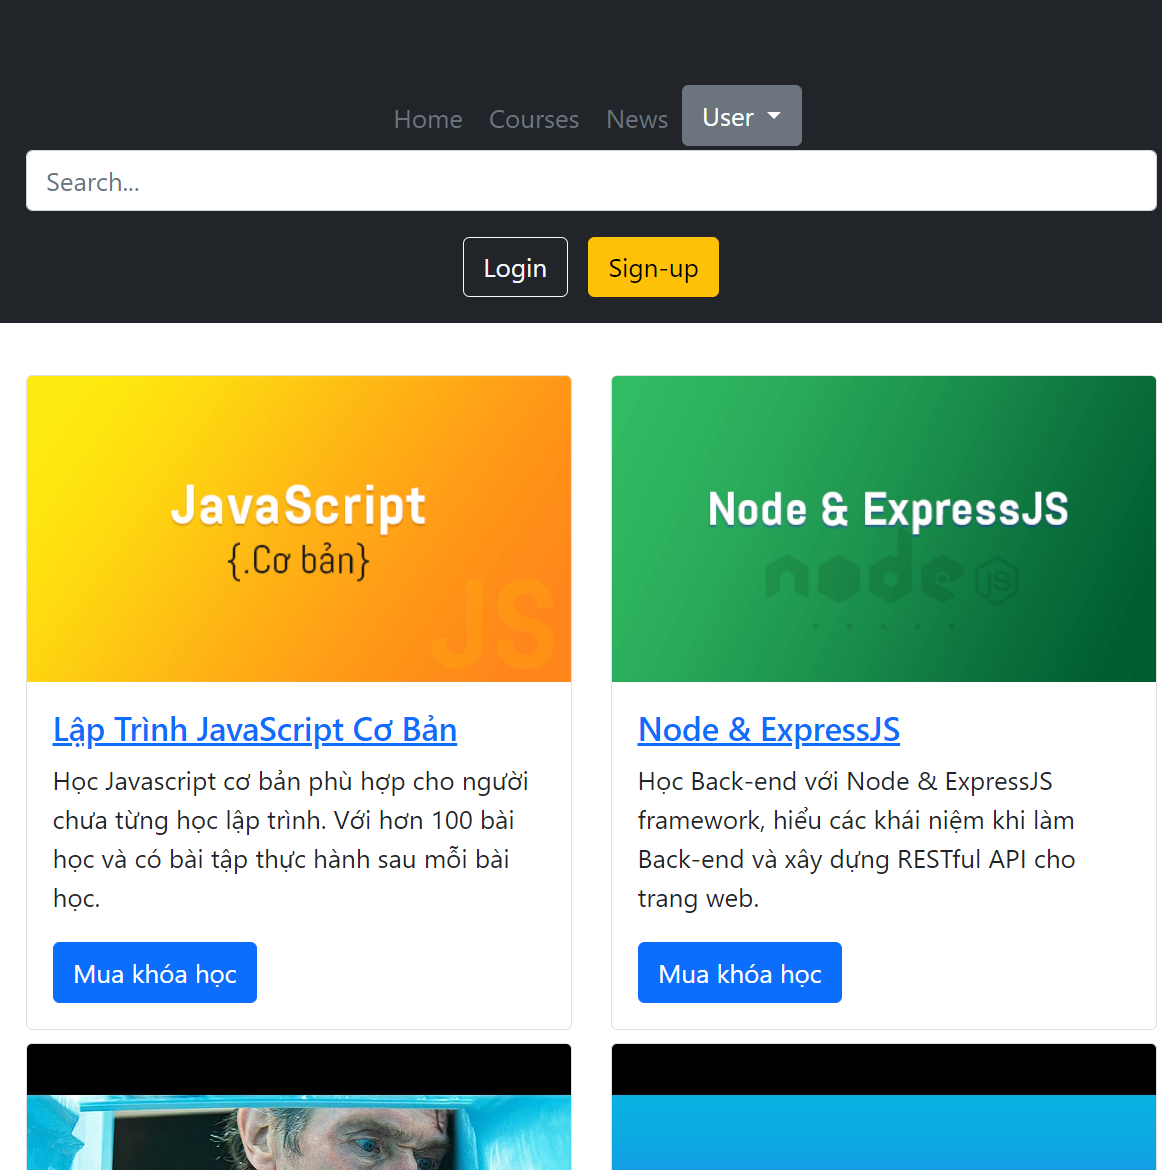 Home Courses News User
Search...
Login Sign-up
JavaScript
{.Cơ bản}
JS
Node & ExpressJS
node JS
Lập Trình JavaScript Cơ Bản
Học Javascript cơ bản phù hợp cho người
chưa từng học lập trình. Với hơn 100 bài
học và có bài tập thực hành sau mỗi bài
học.
Mua khóa học
Node & ExpressJS
Học Back-end với Node & ExpressJS
framework, hiểu các khái niệm khi làm
Back-end và xây dựng RESTful API cho
trang web.
Mua khóa học